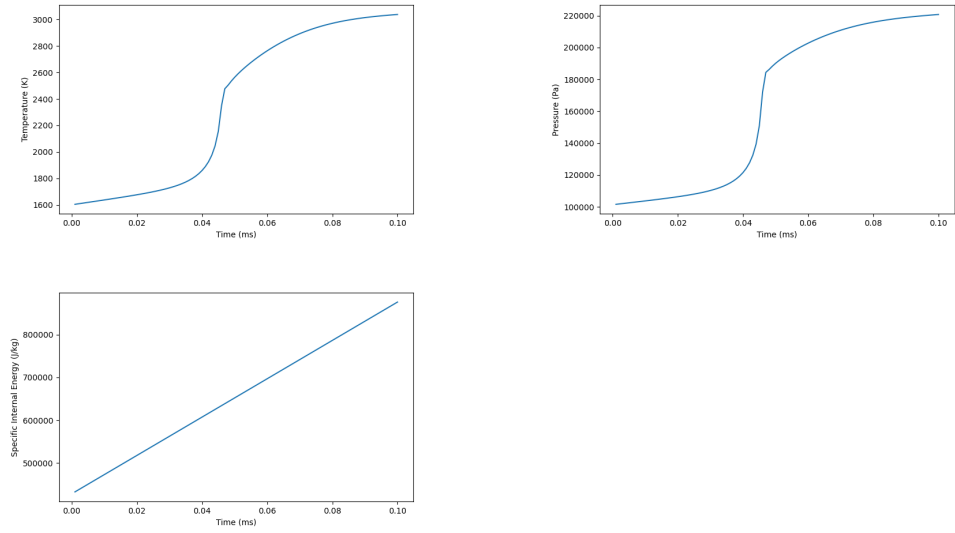 Temperature (K)
3000
2800
2600
2400
2200
2000
1800
1600
0.00 0.02 0.04 0.06 0.08 0.10
Time (ms)
Pressure (Pa)
220000
200000
180000
160000
140000
120000
100000
0.00 0.02 0.04 0.06 0.08 0.10
Time (ms)
Specific Internal Energy (J/kg)
800000
700000
600000
500000
0.00 0.02 0.04 0.06 0.08 0.10
Time (ms)